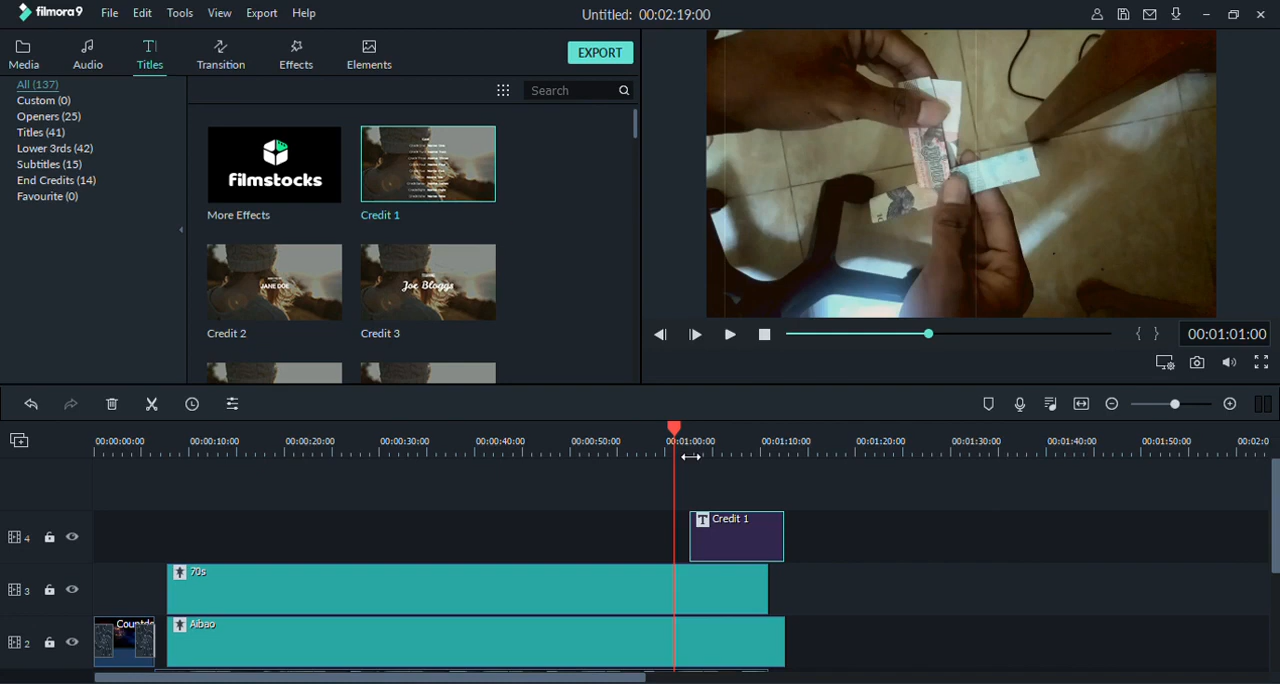 filmora9 File Edit Tools View Export Help Untitled: 00:02:19:00
Media Audio Titles Transition Effects Elements EXPORT
All (137)
Custom (0)
Openers (25)
Titles (41)
Lower 3rds (42)
Subtitles (15)
End Credits (14)
Favourite (0)
Search
filmstocks
More Effects
Credit 1
JANE DOE
Credit 2
Joe Bloggs
Credit 3
00:01:01:00
00:00:00:00 00:00:10:00 00:00:20:00 00:00:30:00 00:00:40:00 00:00:50:00 00:01:00:00 00:01:10:00 00:01:20:00 00:01:30:00 00:01:40:00 00:01:50:00 00:02:0
4 T Credit 1
3 70s
2 Countdo Aibao